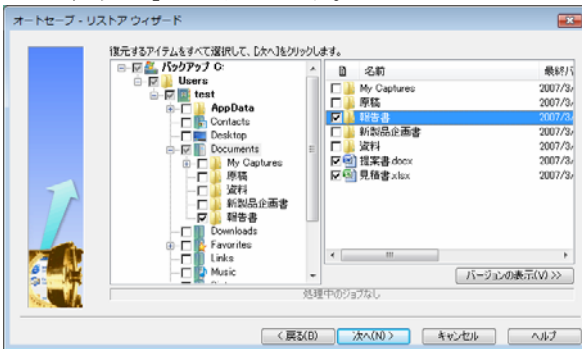 オートセーブ - リストア ウィザード
復元するアイテムをすべて選択して、[次へ]をクリックします。
バックアップ C:
Users
test
AppData
Contacts
Desktop
Documents
My Captures
原稿
資料
新製品企画書
報告書
Downloads
Favorites
Links
Music
名前 最終バ
My Captures 2007/3/
原稿 2007/3/
報告書 2007/3/
新製品企画書 2007/3/
資料 2007/3/
提案書.docx 2007/3/
見積書.xlsx 2007/3/
バージョンの表示(V) >>
処理中のジョブなし
< 戻る(B)
次へ(N) >
キャンセル
ヘルプ